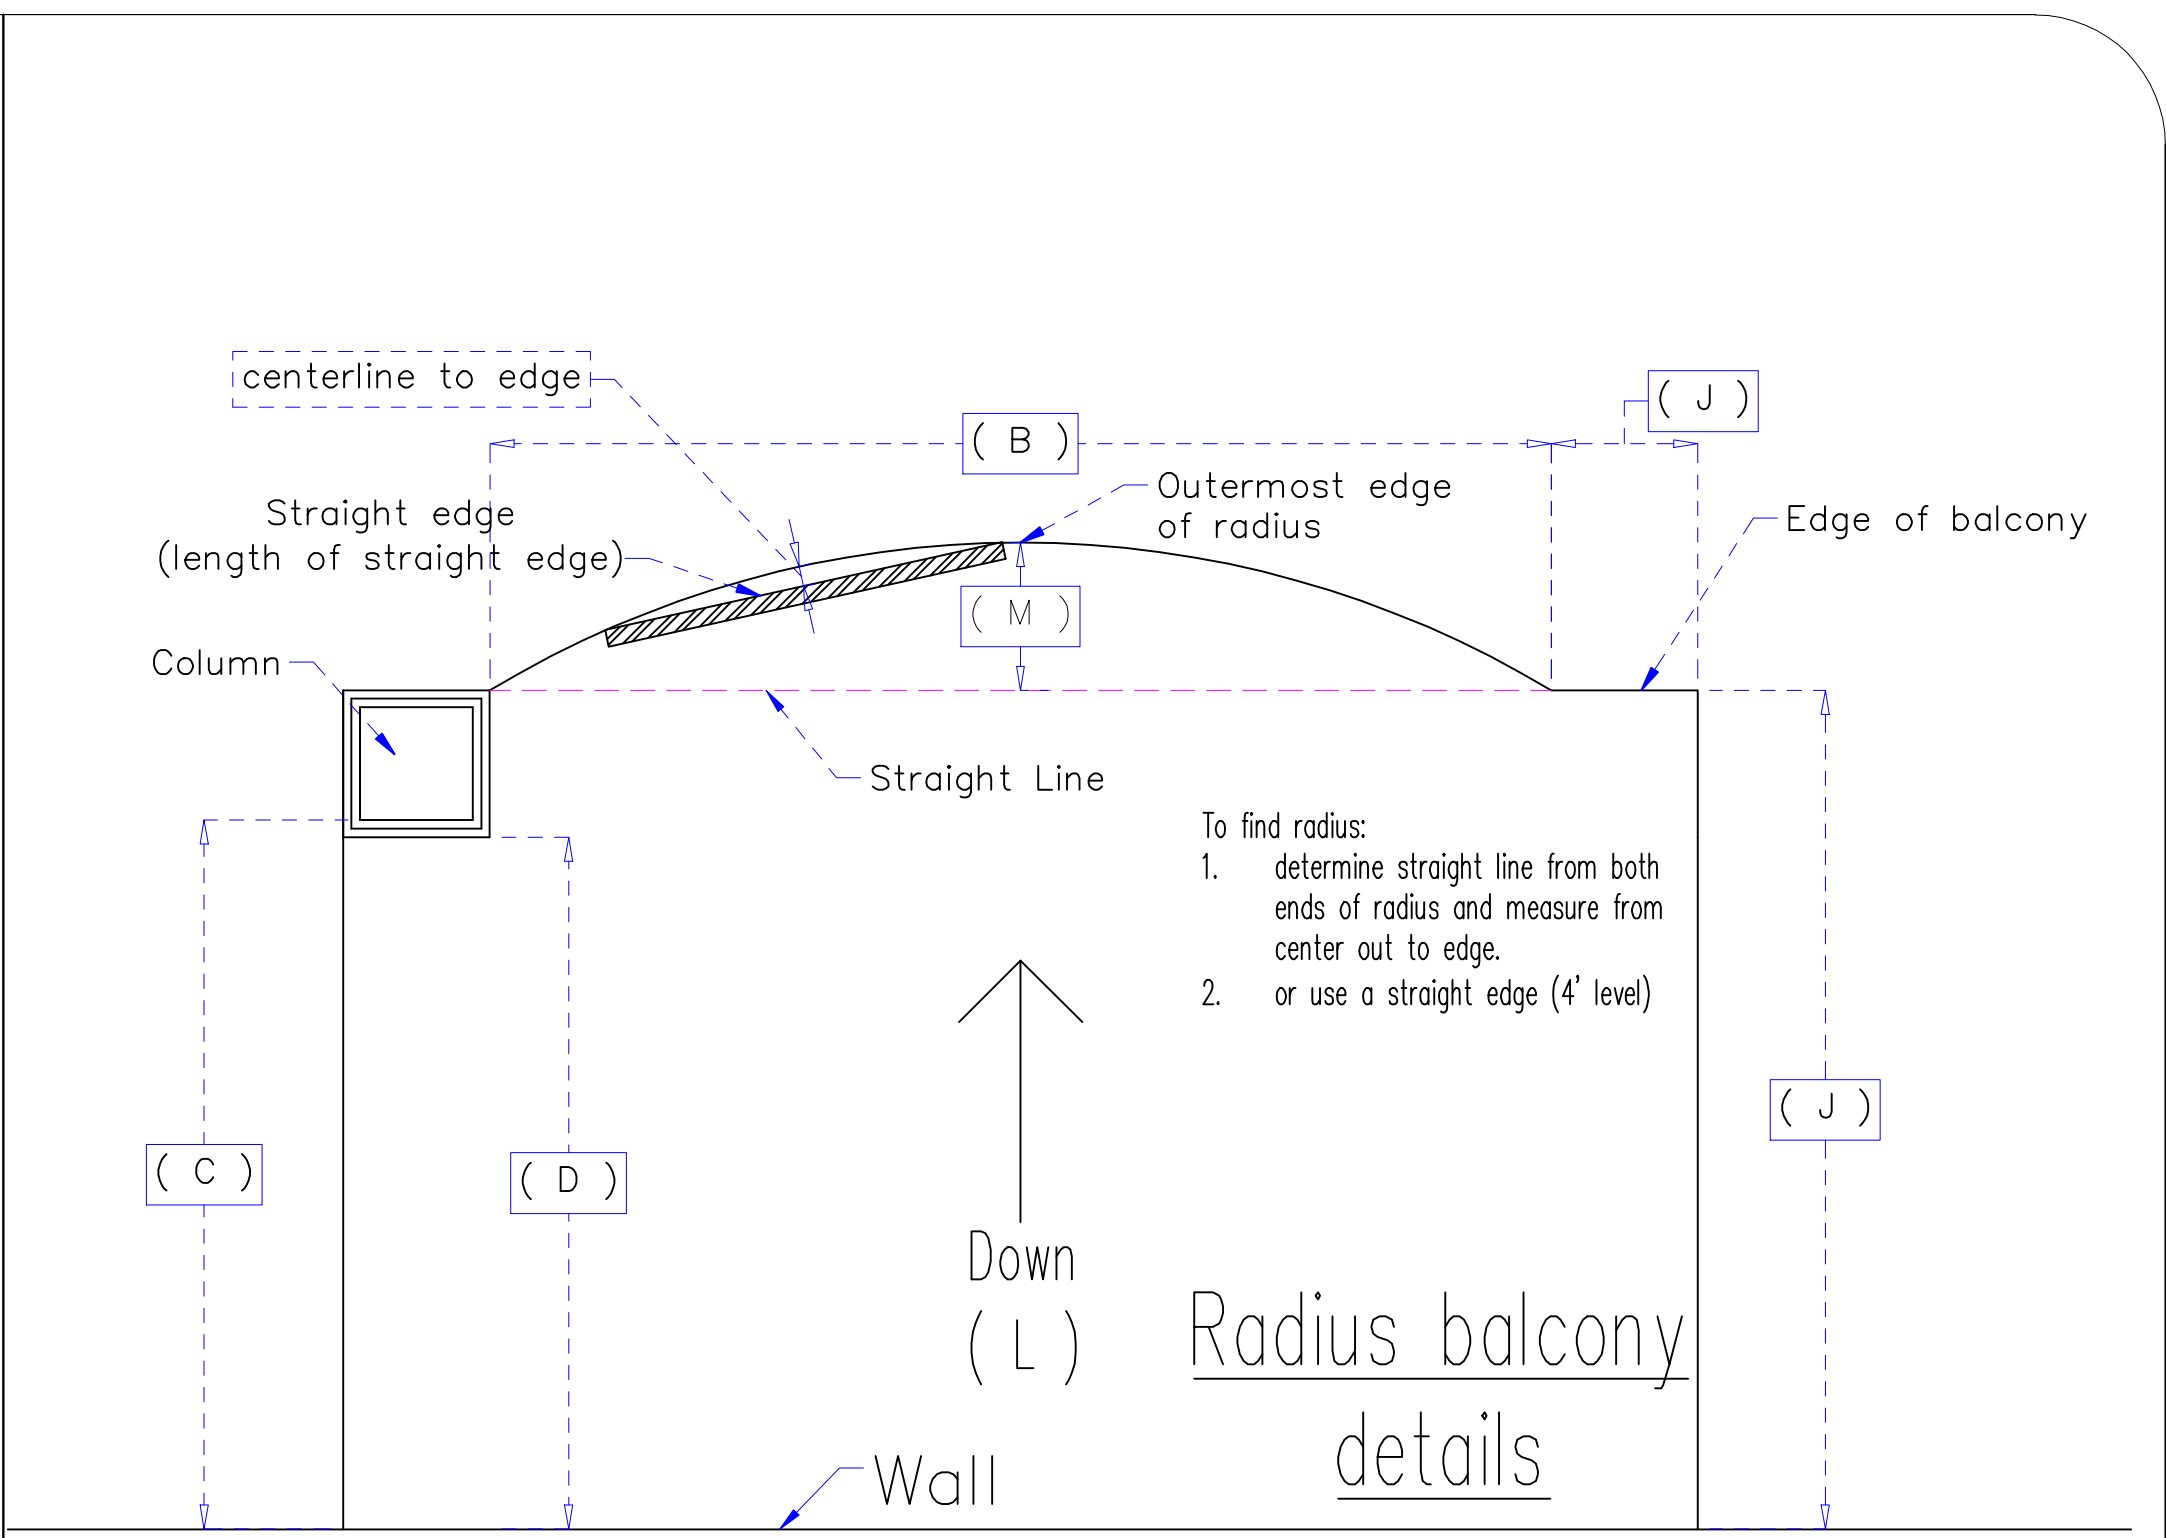 centerline to edge
( J )
( B )
Outermost edge
of radius
Straight edge
(length of straight edge)
Edge of balcony
( M )
Column
Straight Line
To find radius:
1. determine straight line from both
ends of radius and measure from
center out to edge.
2. or use a straight edge (4' level)
( J )
( C )
( D )
Down
( L )
Radius balcony
details
Wall